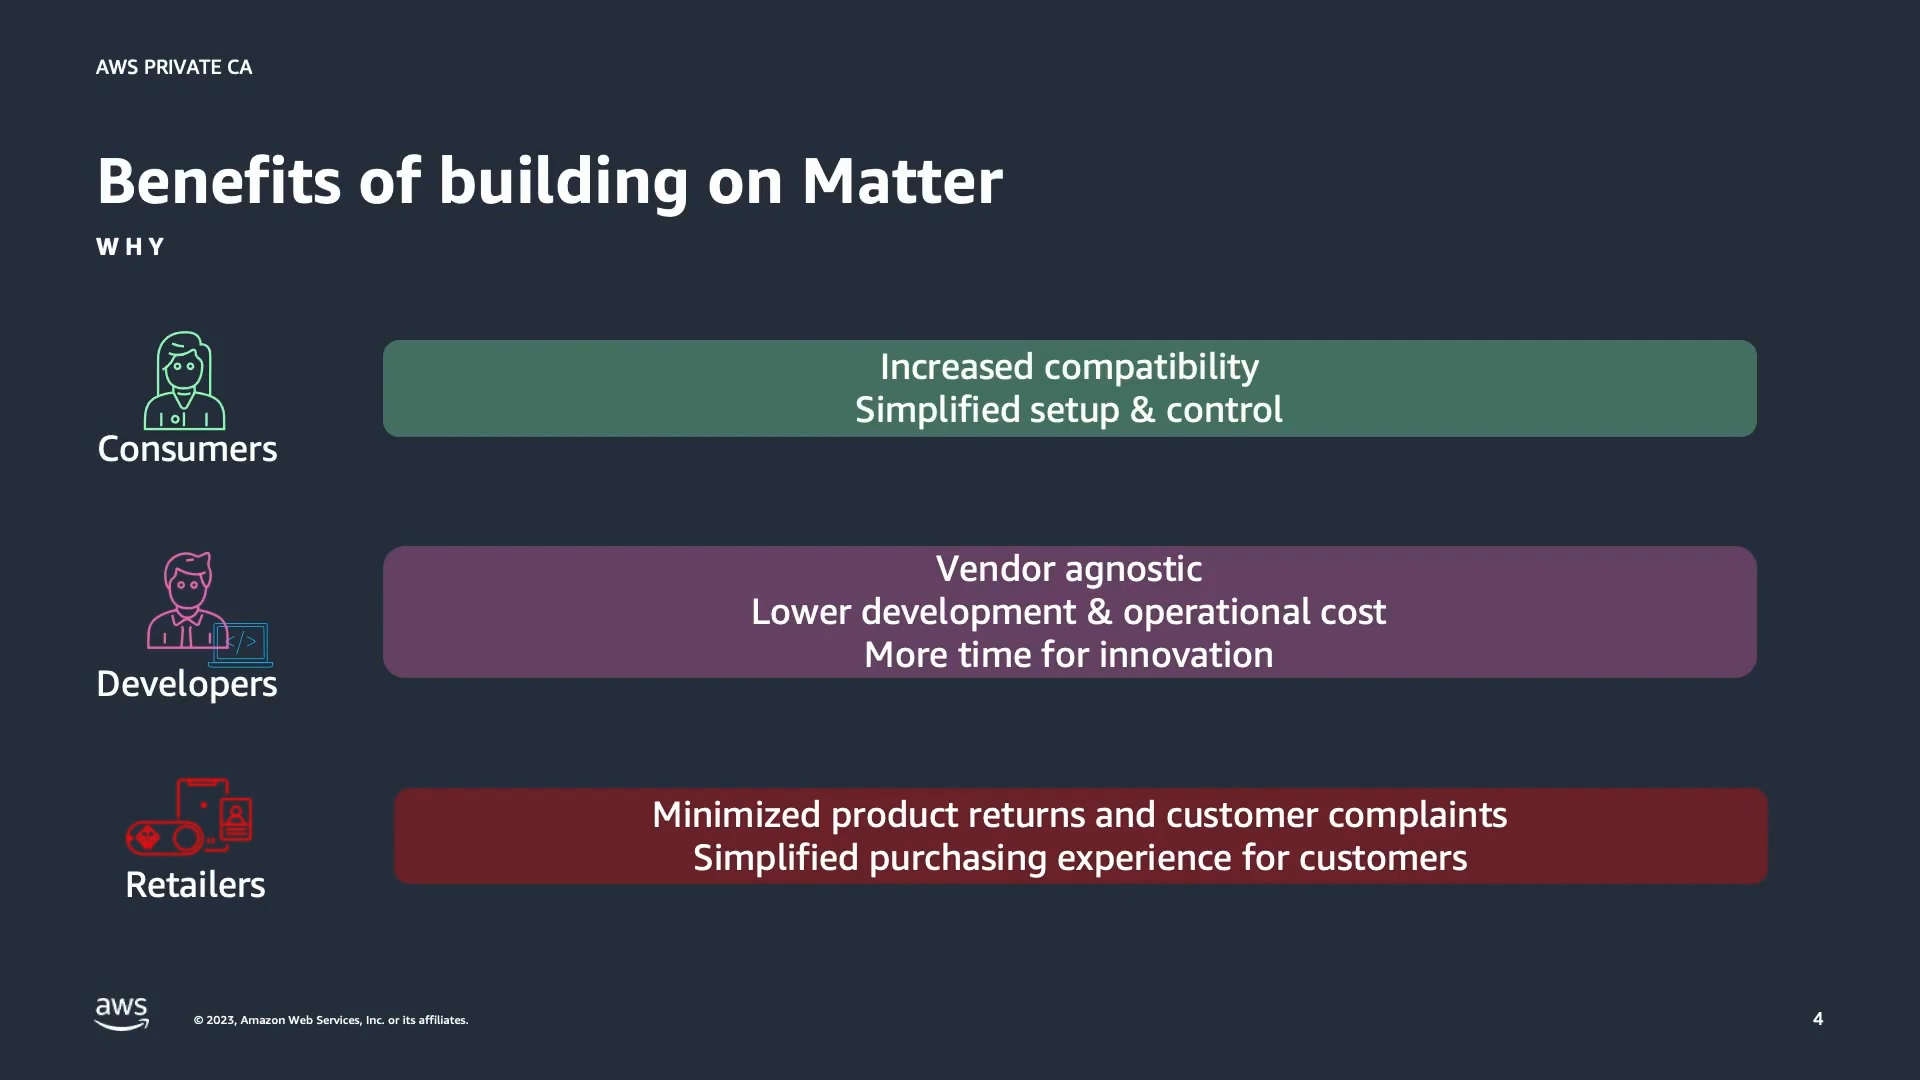 AWS PRIVATE CA
Benefits of building on Matter
WHY
Increased compatibility
Simplified setup & control
Consumers
Vendor agnostic
Lower development & operational cost
More time for innovation
</>
Developers
Minimized product returns and customer complaints
Simplified purchasing experience for customers
Retailers
aws
© 2023, Amazon Web Services, Inc. or its affiliates.
4